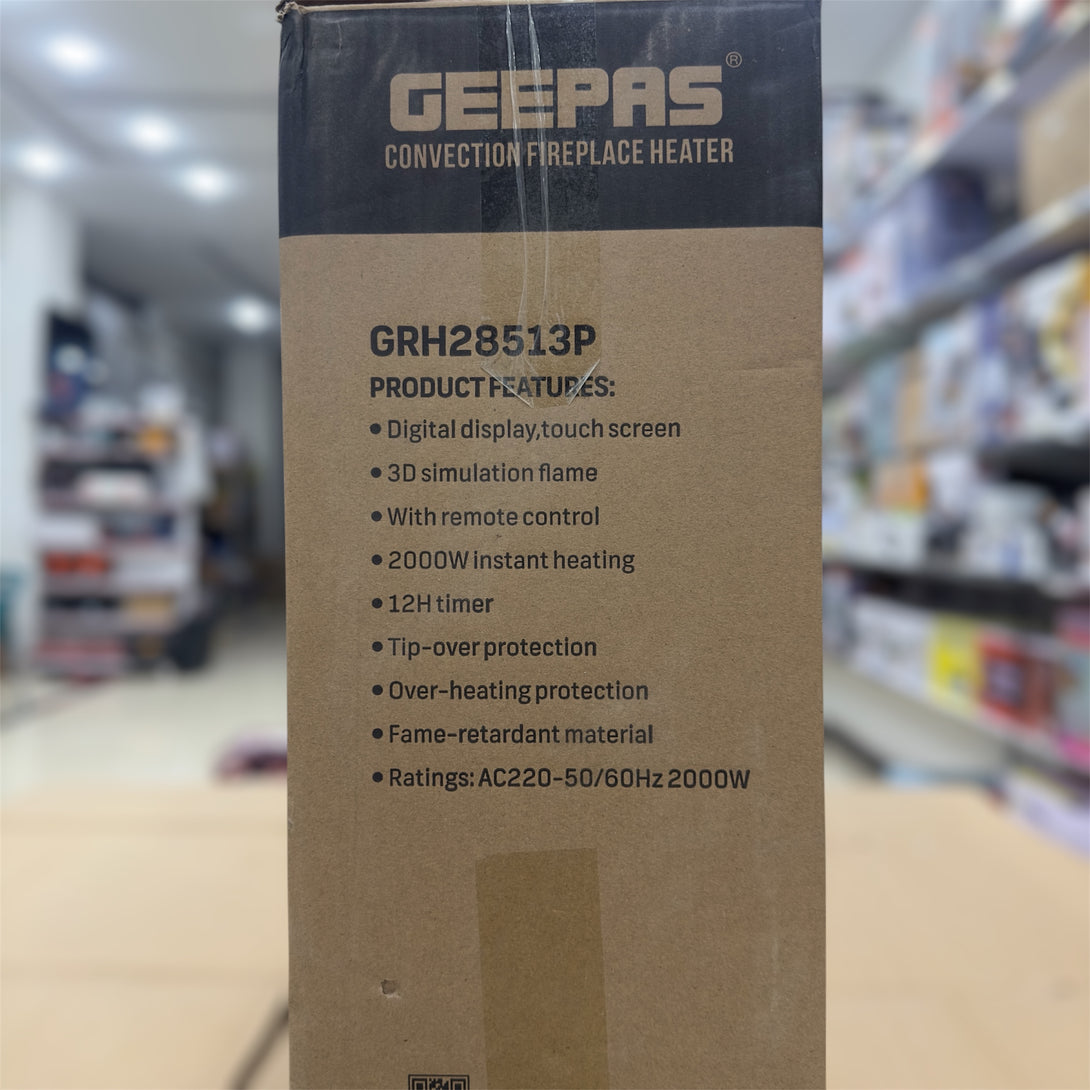 GEEPAS®
CONVECTION FIREPLACE HEATER
GRH28513P
PRODUCT FEATURES:
• Digital display,touch screen
• 3D simulation flame
• With remote control
• 2000W instant heating
• 12H timer
• Tip-over protection
• Over-heating protection
• Fame-retardant material
• Ratings: AC220-50/60Hz 2000W